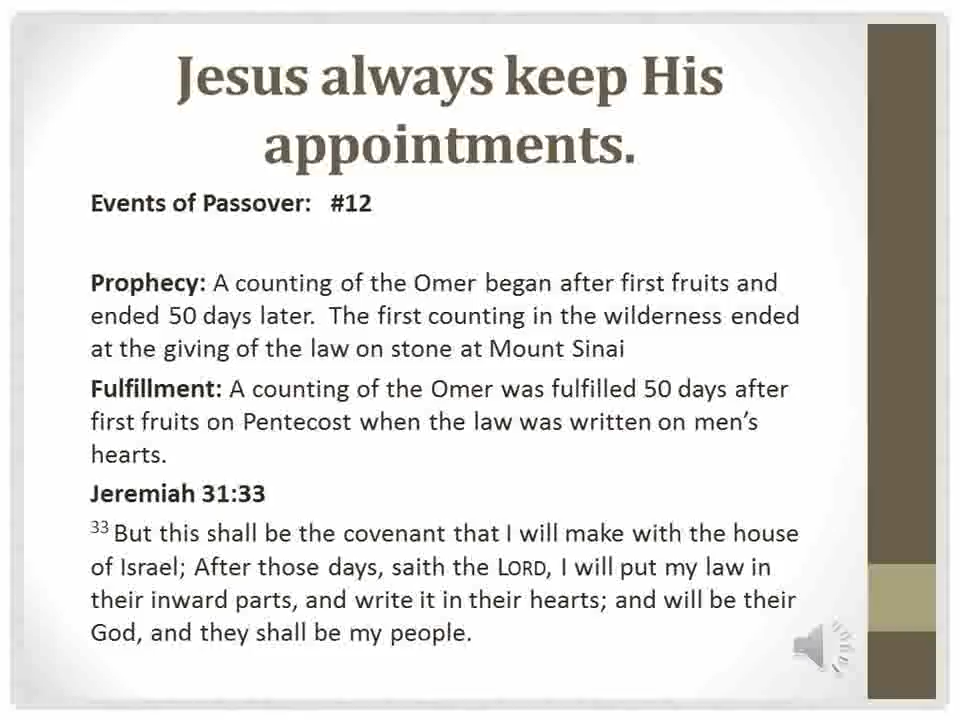 Jesus always keep His
appointments.
Events of Passover: #12
Prophecy: A counting of the Omer began after first fruits and
ended 50 days later. The first counting in the wilderness ended
at the giving of the law on stone at Mount Sinai
Fulfillment: A counting of the Omer was fulfilled 50 days after
first fruits on Pentecost when the law was written on men’s
hearts.
Jeremiah 31:33
33 But this shall be the covenant that I will make with the house
of Israel; After those days, saith the LORD, I will put my law in
their inward parts, and write it in their hearts; and will be their
God, and they shall be my people.